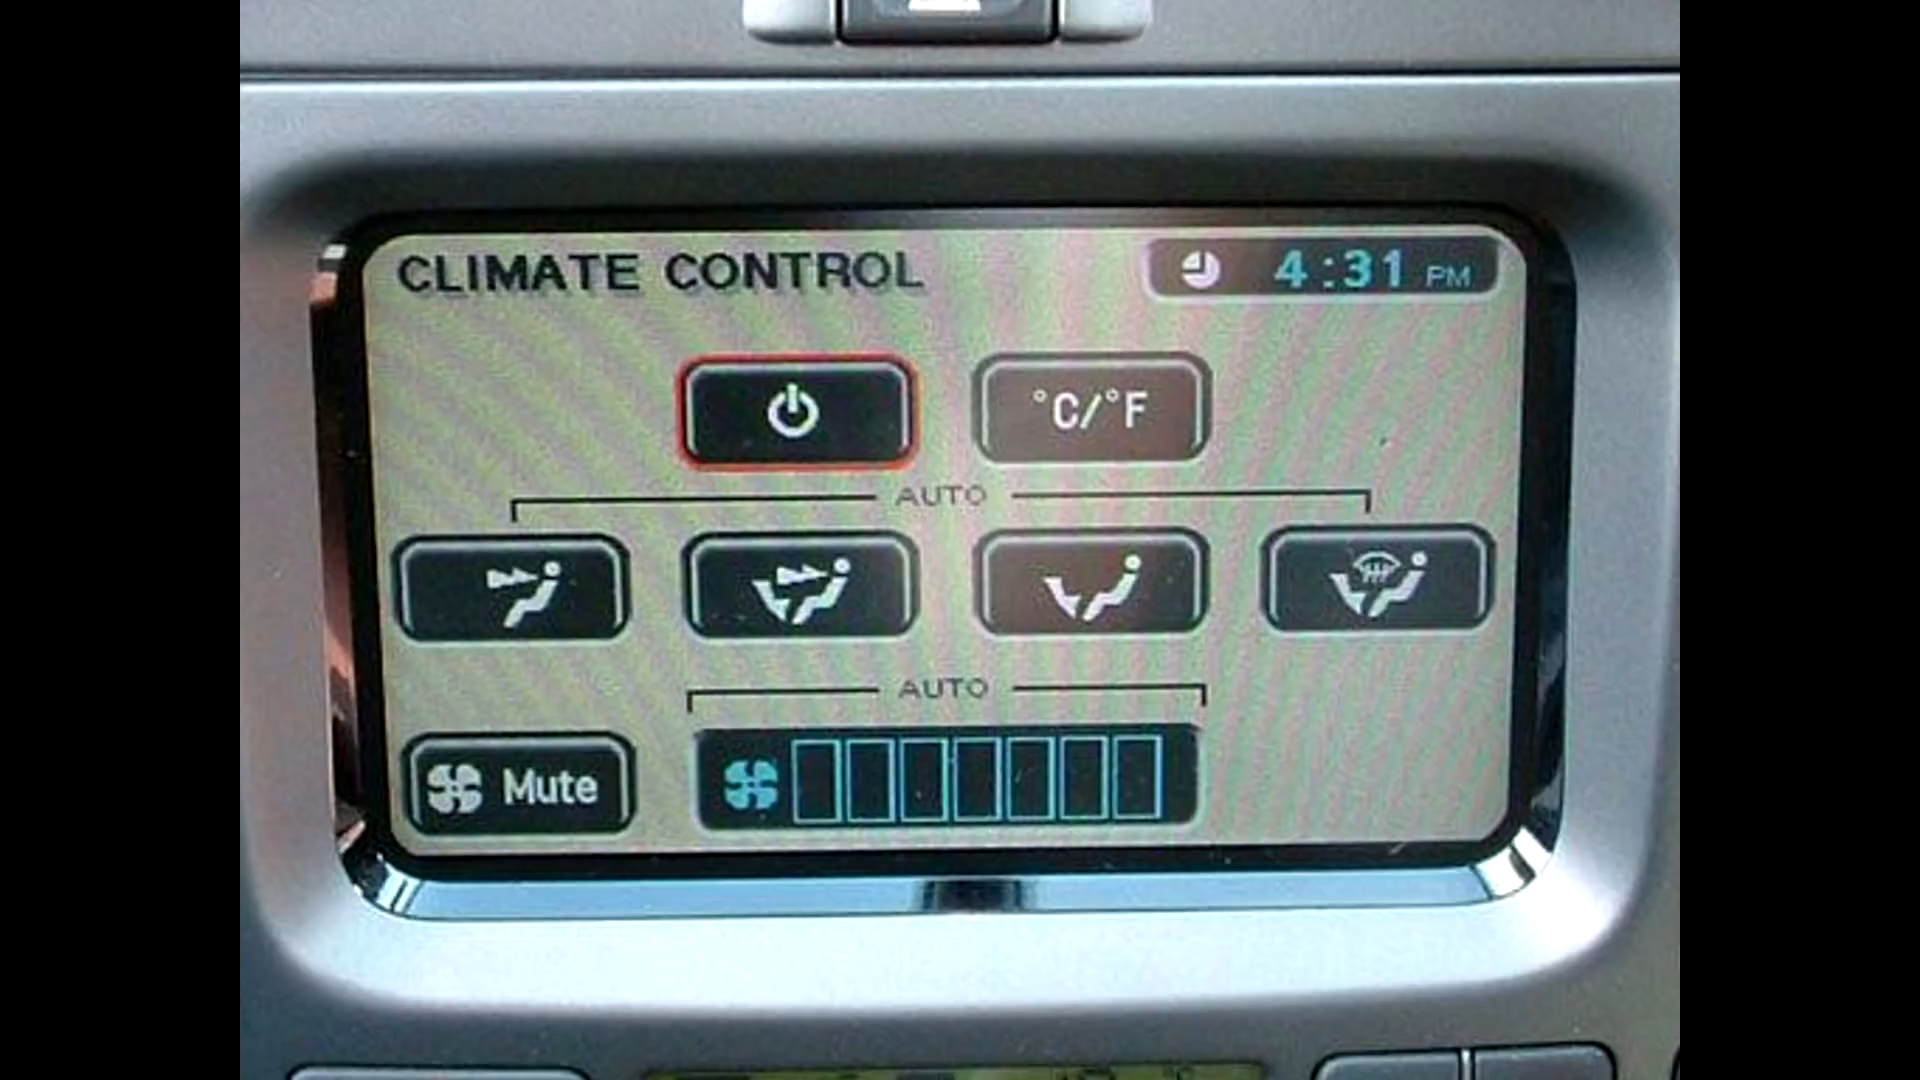 CLIMATE CONTROL
4:31 PM
°C/°F
AUTO
AUTO
Mute